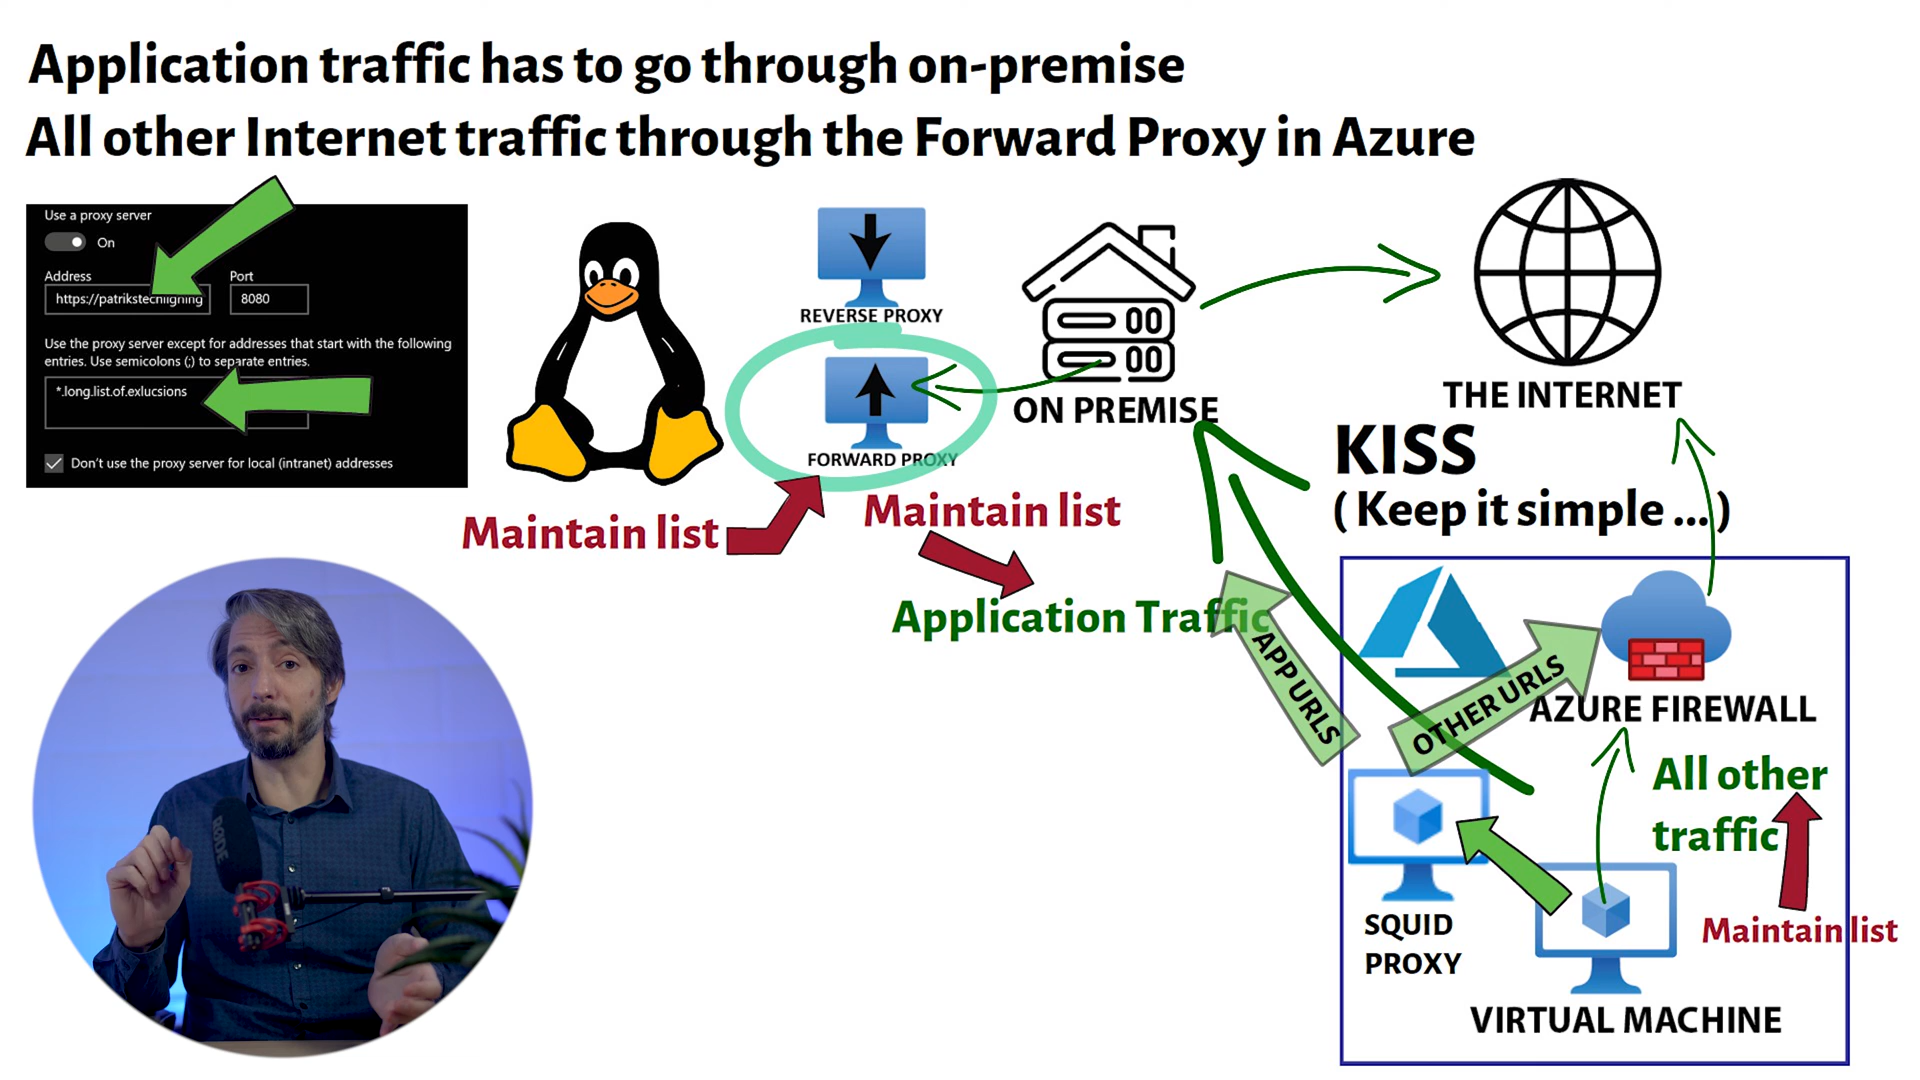 Application traffic has to go through on-premise
All other Internet traffic through the Forward Proxy in Azure
Use a proxy server
On
Address
Port
https://patrikstechlighting
8080
Use the proxy server except for addresses that start with the following
entries. Use semicolons (;) to separate entries.
*.long.list.of.exlucsions
Don't use the proxy server for local (intranet) addresses
REVERSE PROXY
FORWARD PROXY
ON PREMISE
THE INTERNET
KISS
( Keep it simple ... )
Maintain list
Maintain list
Application Traffic
APP URLS
OTHER URLS
AZURE FIREWALL
All other
traffic
Maintain list
SQUID
PROXY
VIRTUAL MACHINE
RODE